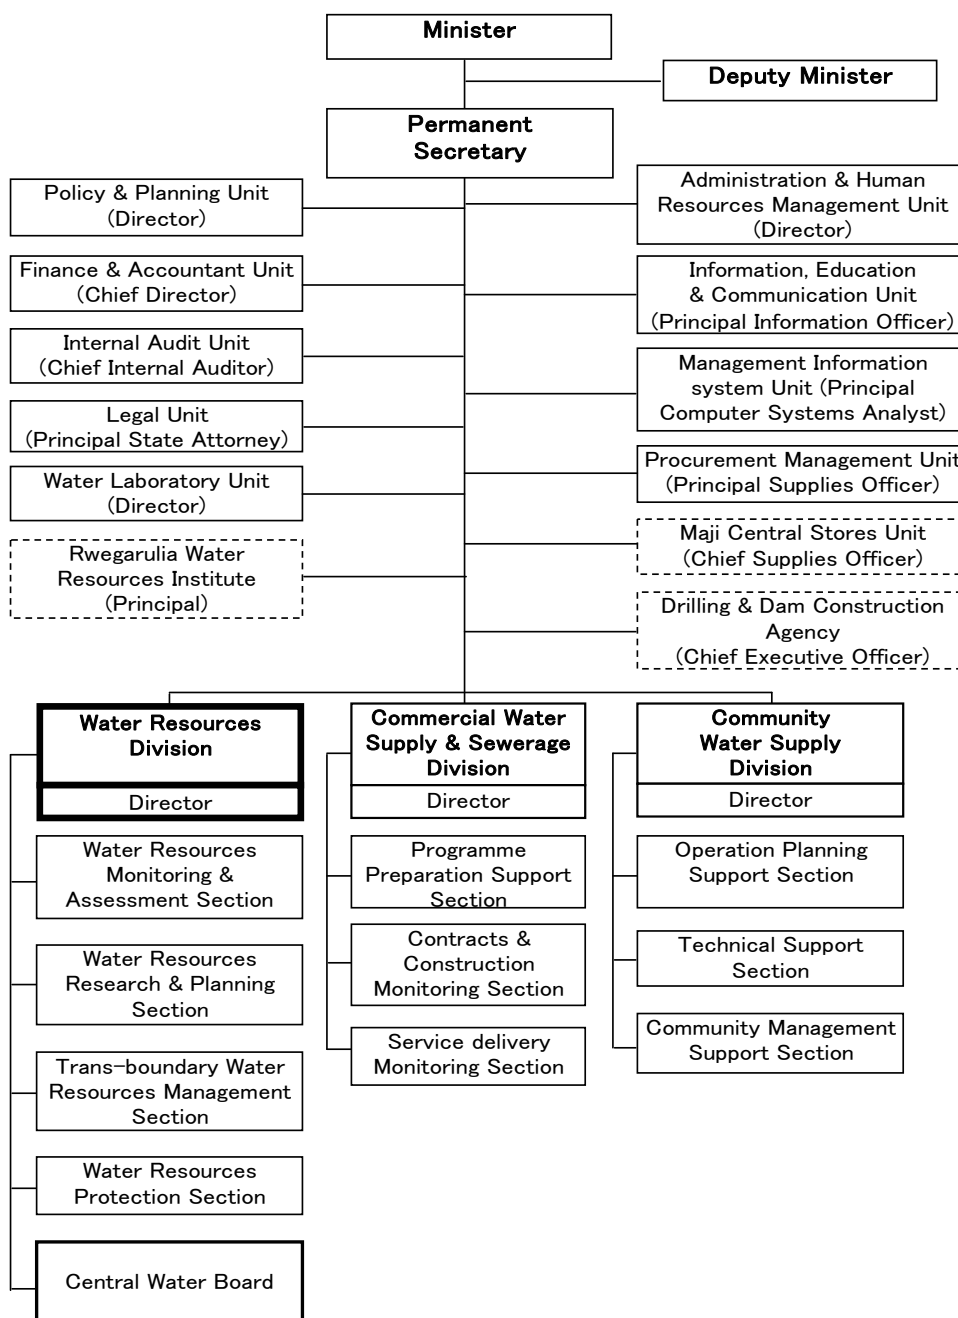 Minister
Deputy Minister
Permanent
Secretary
Policy & Planning Unit
(Director)
Finance & Accountant Unit
(Chief Director)
Internal Audit Unit
(Chief Internal Auditor)
Legal Unit
(Principal State Attorney)
Water Laboratory Unit
(Director)
Rwegarulia Water
Resources Institute
(Principal)
Administration & Human
Resources Management Unit
(Director)
Information, Education
& Communication Unit
(Principal Information Officer)
Management Information
system Unit (Principal
Computer Systems Analyst)
Procurement Management Unit
(Principal Supplies Officer)
Maji Central Stores Unit
(Chief Supplies Officer)
Drilling & Dam Construction
Agency
(Chief Executive Officer)
Water Resources
Division
Director
Water Resources
Monitoring &
Assessment Section
Water Resources
Research & Planning
Section
Trans-boundary Water
Resources Management
Section
Water Resources
Protection Section
Central Water Board
Commercial Water
Supply & Sewerage
Division
Director
Programme
Preparation Support
Section
Contracts &
Construction
Monitoring Section
Service delivery
Monitoring Section
Community
Water Supply
Division
Director
Operation Planning
Support Section
Technical Support
Section
Community Management
Support Section